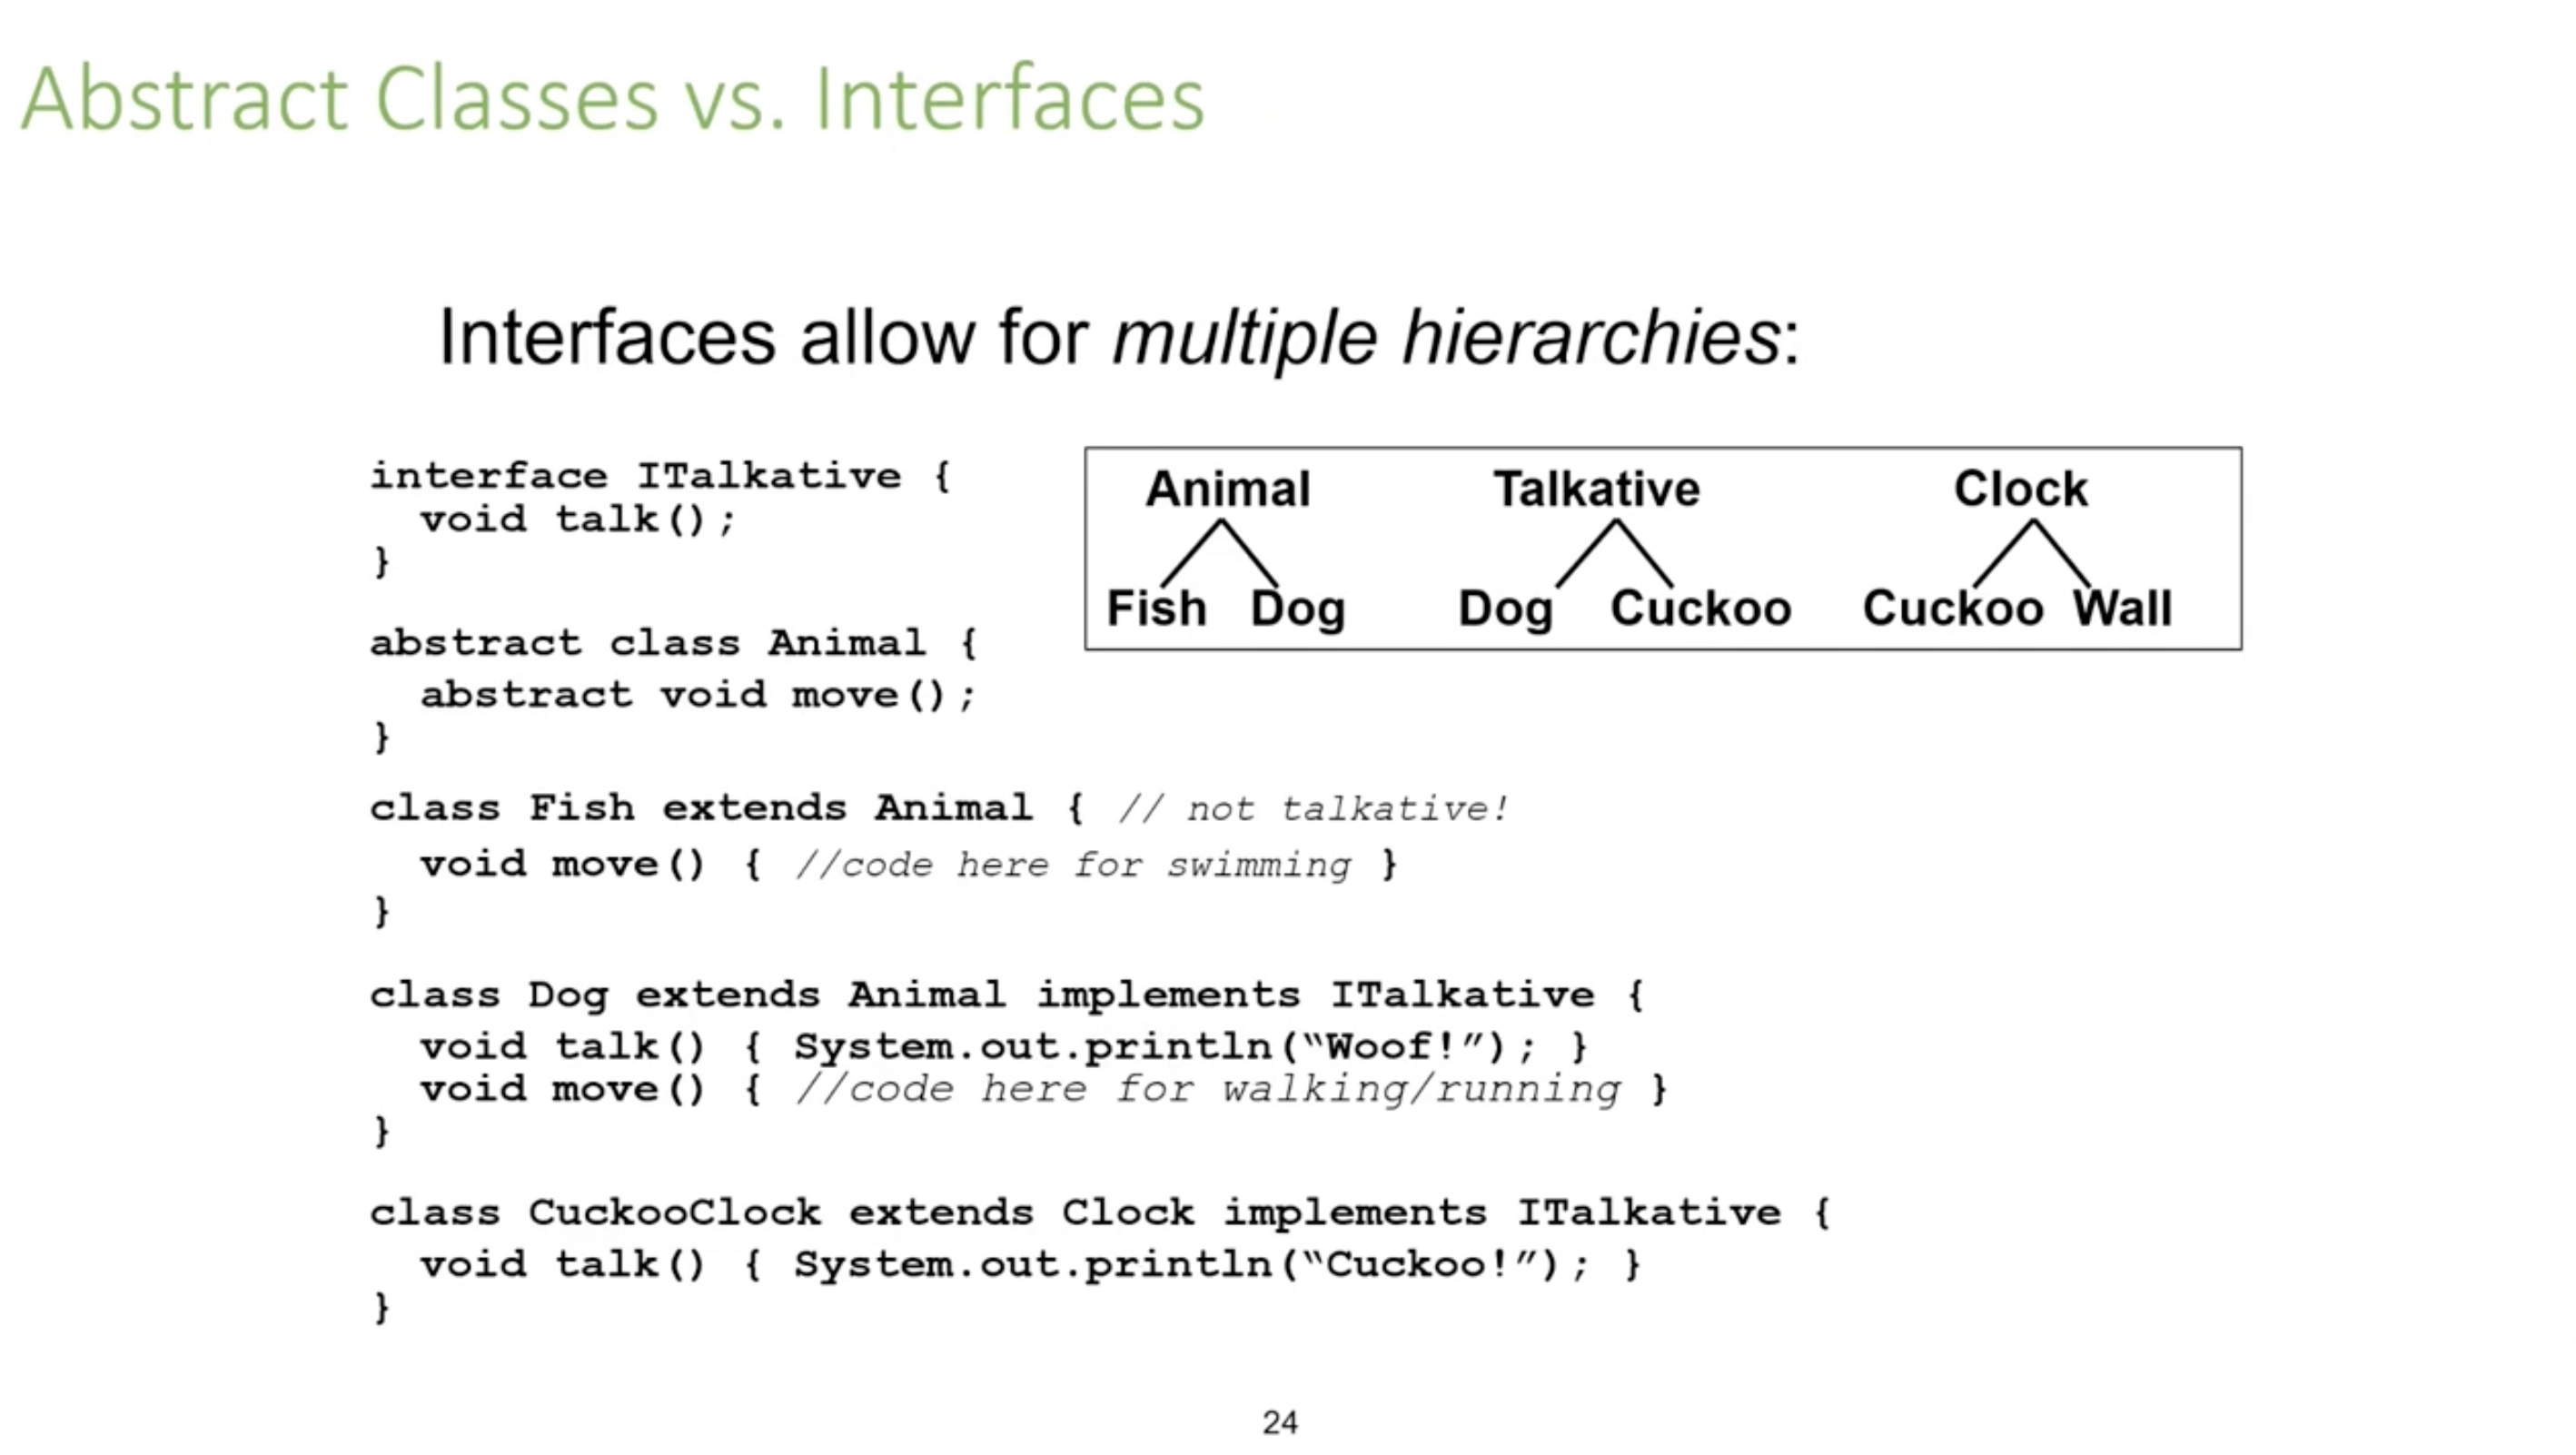 Abstract Classes vs. Interfaces
Interfaces allow for multiple hierarchies:
interface ITalkative {
void talk();
}
abstract class Animal {
abstract void move();
}
class Fish extends Animal { // not talkative!
void move() { //code here for swimming }
}
class Dog extends Animal implements ITalkative {
void talk() { System.out.println(“Woof!”); }
void move() { //code here for walking/running }
}
class CuckooClock extends Clock implements ITalkative {
void talk() { System.out.println(“Cuckoo!”); }
}
Animal Talkative Clock
Fish Dog Dog Cuckoo Cuckoo Wall
24